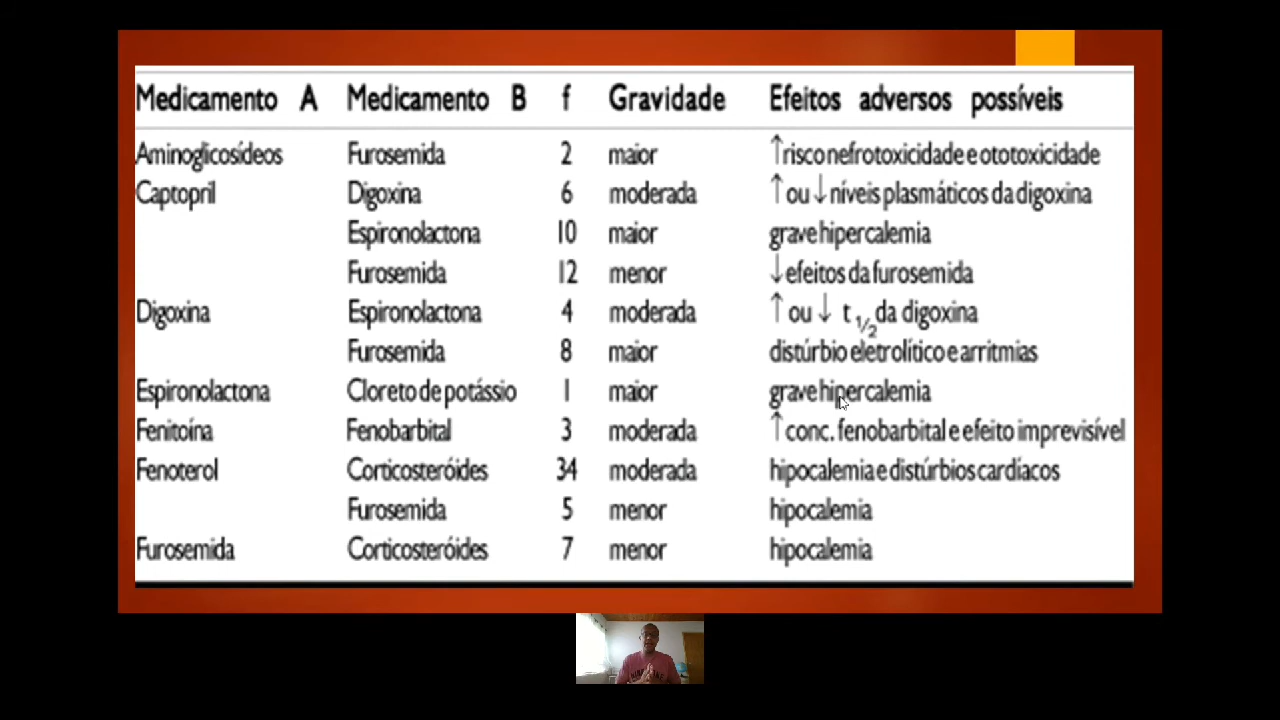 Medicamento A Medicamento B f Gravidade Efeitos adversos possíveis
Aminoglicosídeos Furosemida 2 maior ↑risco nefrotoxicidade e ototoxicidade
Captopril Digoxina 6 moderada ↑ ou ↓ níveis plasmáticos da digoxina
Espironolactona 10 maior grave hipercalemia
Furosemida 12 menor ↓ efeitos da furosemida
Digoxina Espironolactona 4 moderada ↑ ou ↓ t 1/2 da digoxina
Furosemida 8 maior distúrbio eletrolítico e arritmias
Espironolactona Cloreto de potássio 1 maior grave hipercalemia
Fenitoína Fenobarbital 3 moderada ↑ conc. fenobarbital e efeito imprevisível
Fenoterol Corticosteróides 34 moderada hipocalemia e distúrbios cardíacos
Furosemida 5 menor hipocalemia
Furosemida Corticosteróides 7 menor hipocalemia